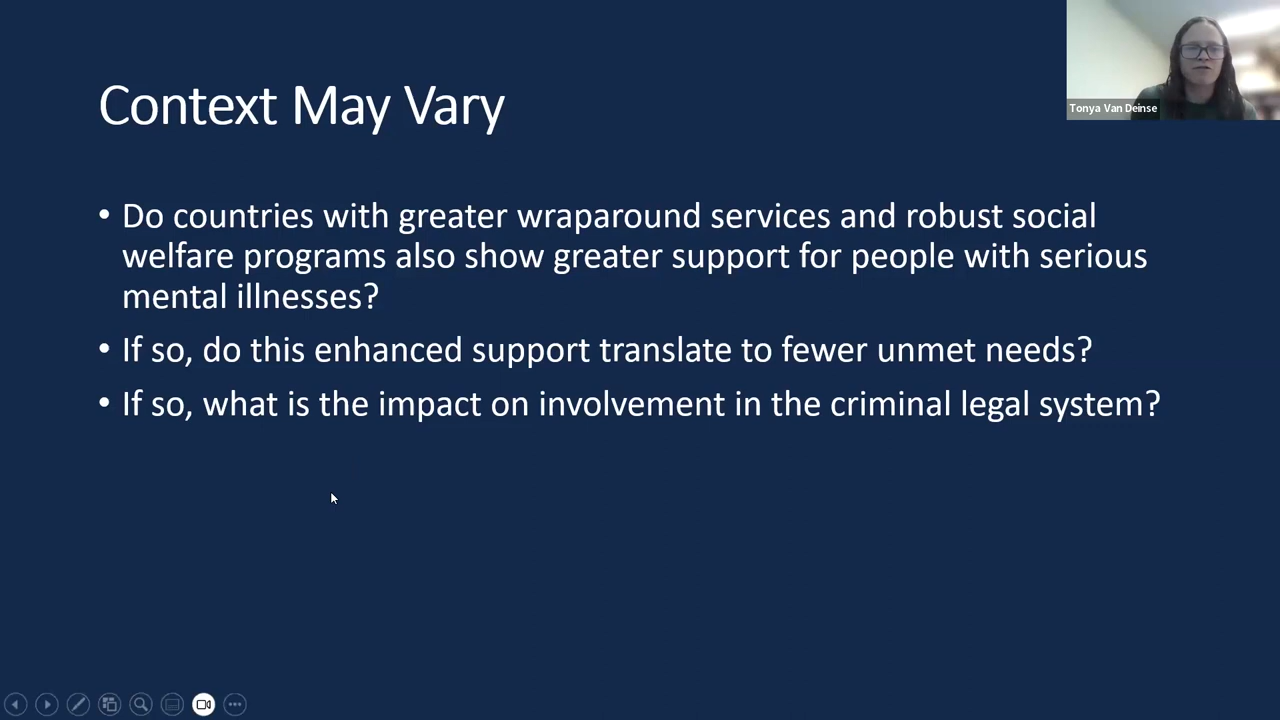 Tonya Van Deinse
Context May Vary
• Do countries with greater wraparound services and robust social
welfare programs also show greater support for people with serious
mental illnesses?
• If so, do this enhanced support translate to fewer unmet needs?
• If so, what is the impact on involvement in the criminal legal system?